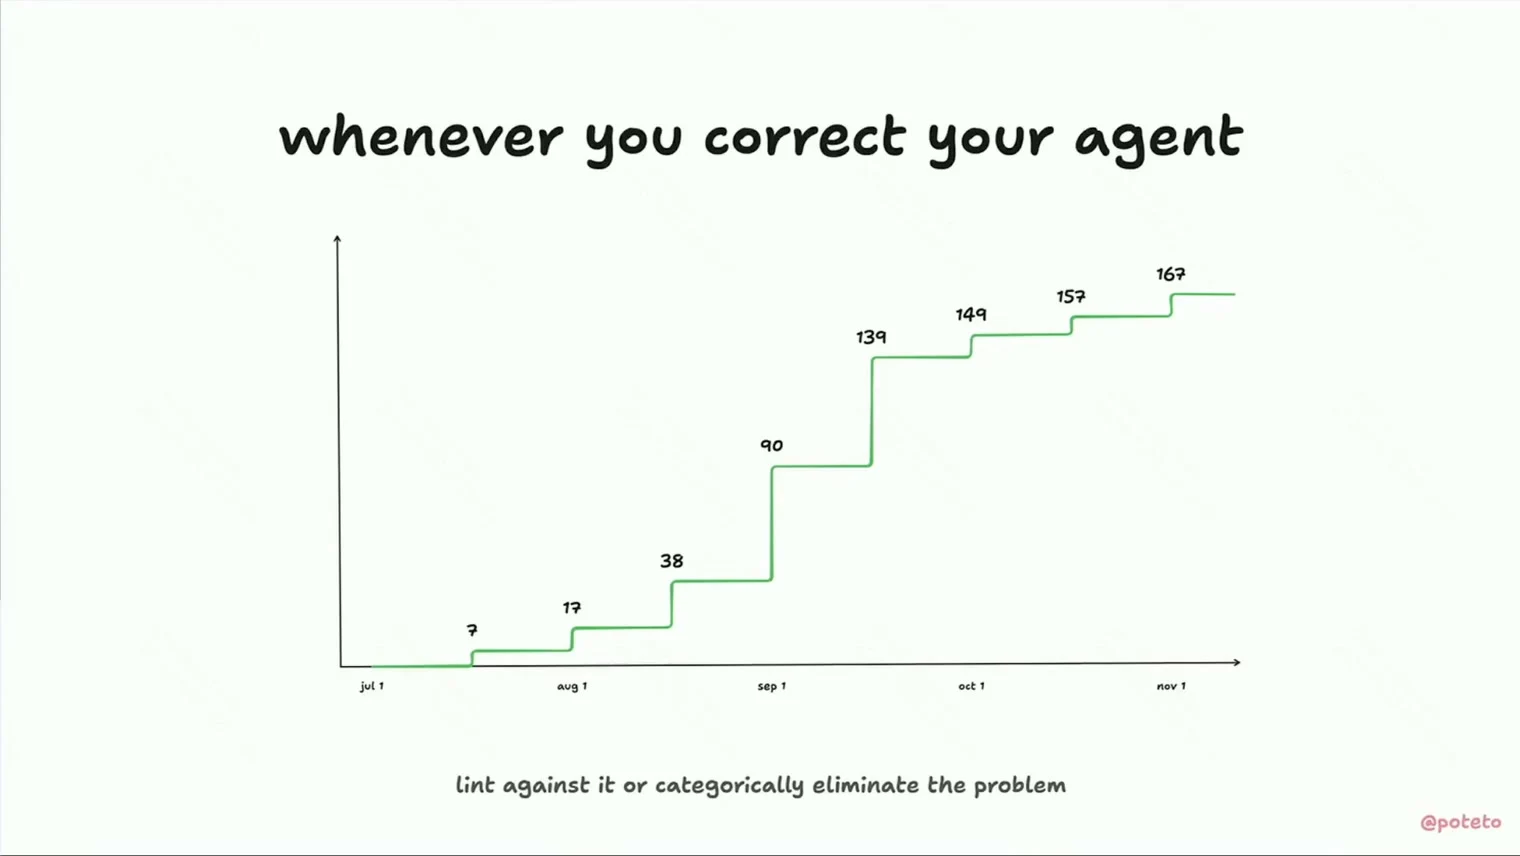 whenever you correct your agent
167
157
149
139
90
38
17
7
jul 1 aug 1 sep 1 oct 1 nov 1
lint against it or categorically eliminate the problem
@poteto